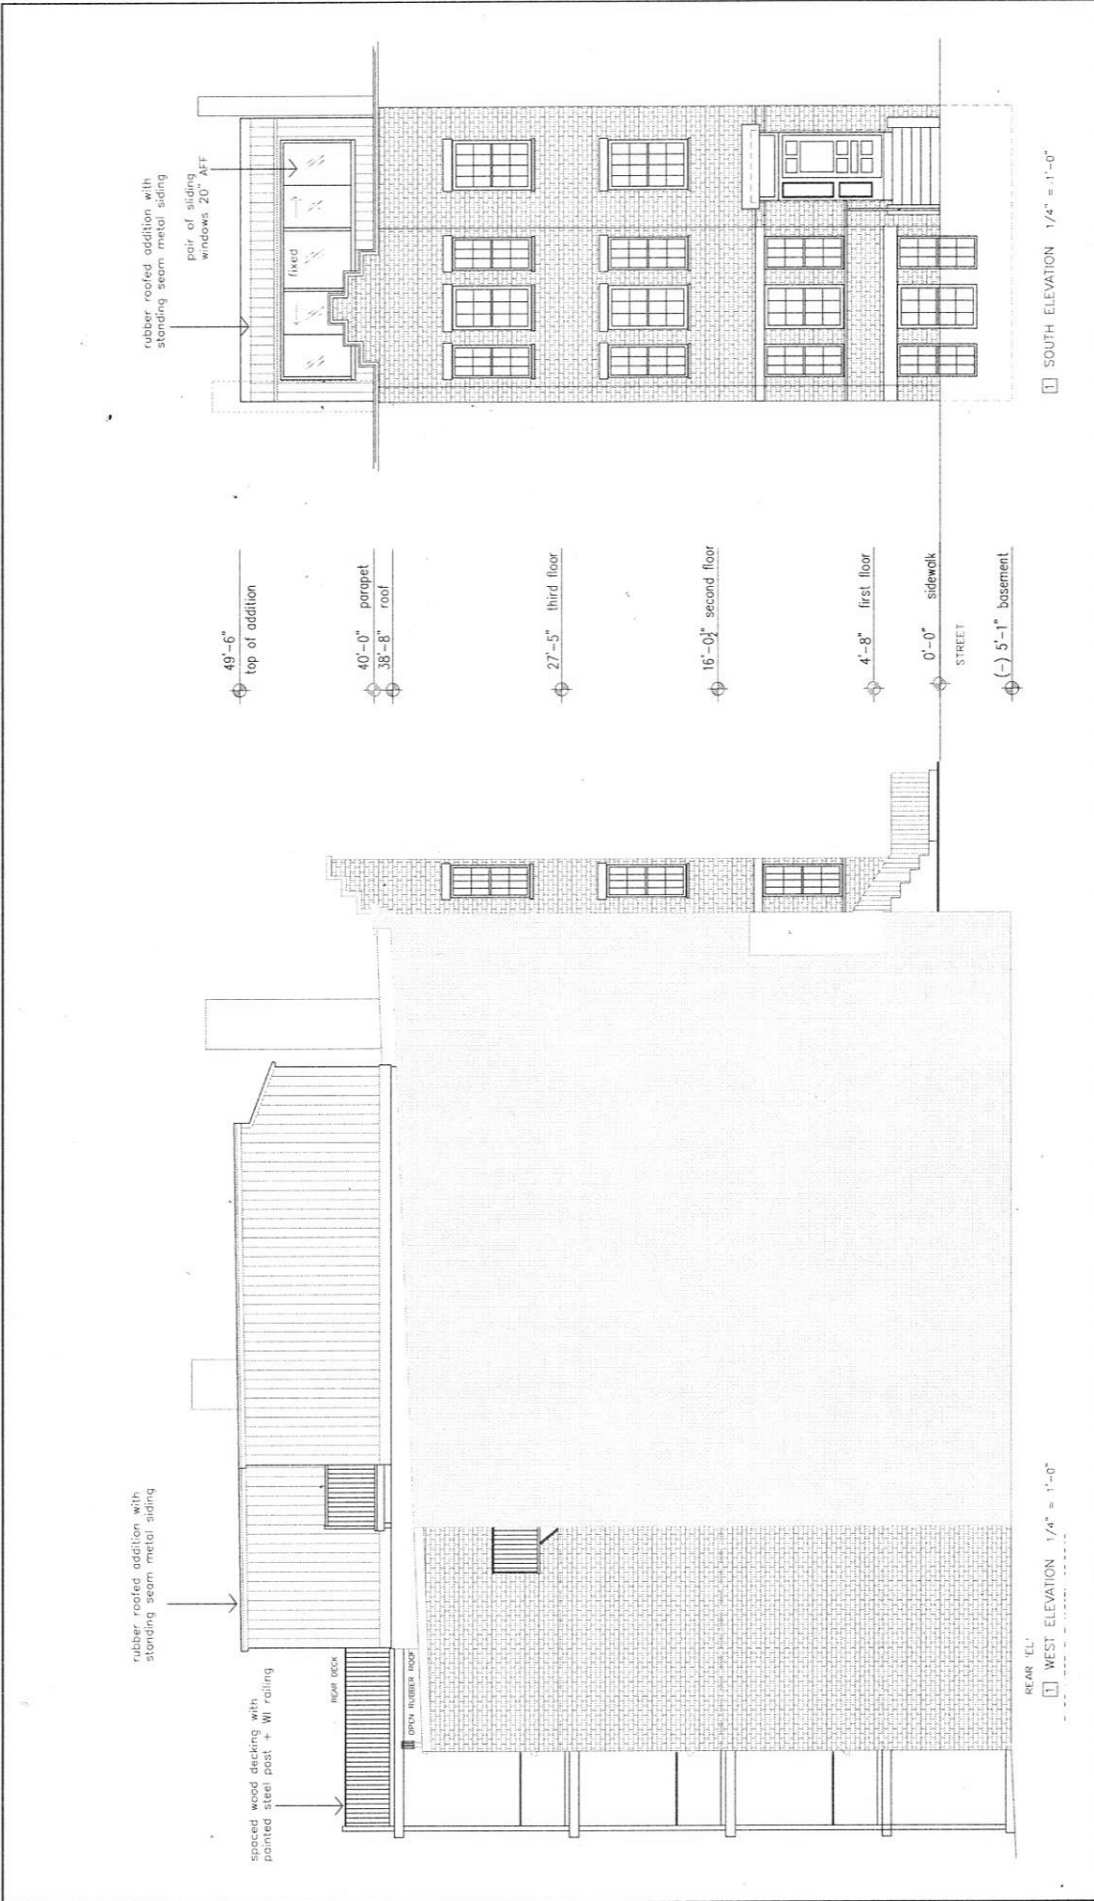 rubber roofed addition with
standing seam metal siding
spaced wood decking with
painted steel post + WI railing
REAR DECK
OPEN RUBBER ROOF
REAR 'EL'
1 WEST ELEVATION 1/4" = 1'-0"
49'-6"
top of addition
40'-0" parapet
38'-8" roof
27'-5" third floor
16'-0½" second floor
4'-8" first floor
0'-0" sidewalk
STREET
(-) 5'-1" basement
rubber roofed addition with
standing seam metal siding
pair of sliding
windows 20" AFF
fixed
1 SOUTH ELEVATION 1/4" = 1'-0"